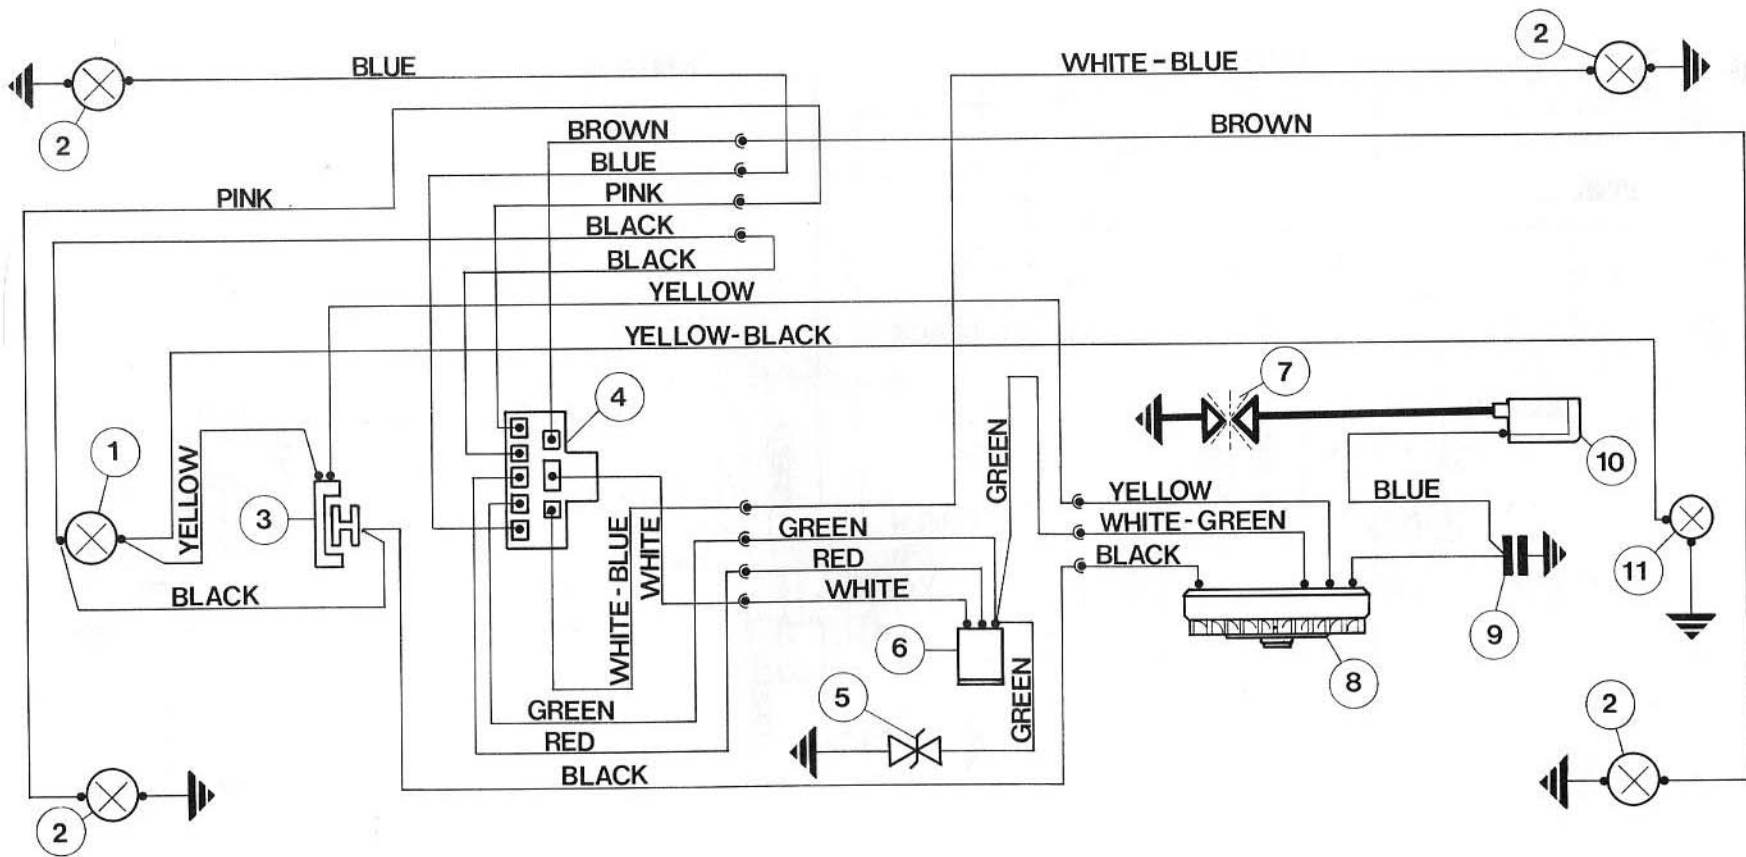 2
BLUE
WHITE-BLUE
2
BROWN
BROWN
BLUE
PINK
PINK
BLACK
BLACK
YELLOW
YELLOW-BLACK
7
4
1
YELLOW
GREEN
10
3
BLUE
YELLOW
WHITE-GREEN
BLACK
GREEN
RED
WHITE
WHITE-BLUE
WHITE
11
BLACK
9
6
8
5
GREEN
2
GREEN
RED
BLACK
2